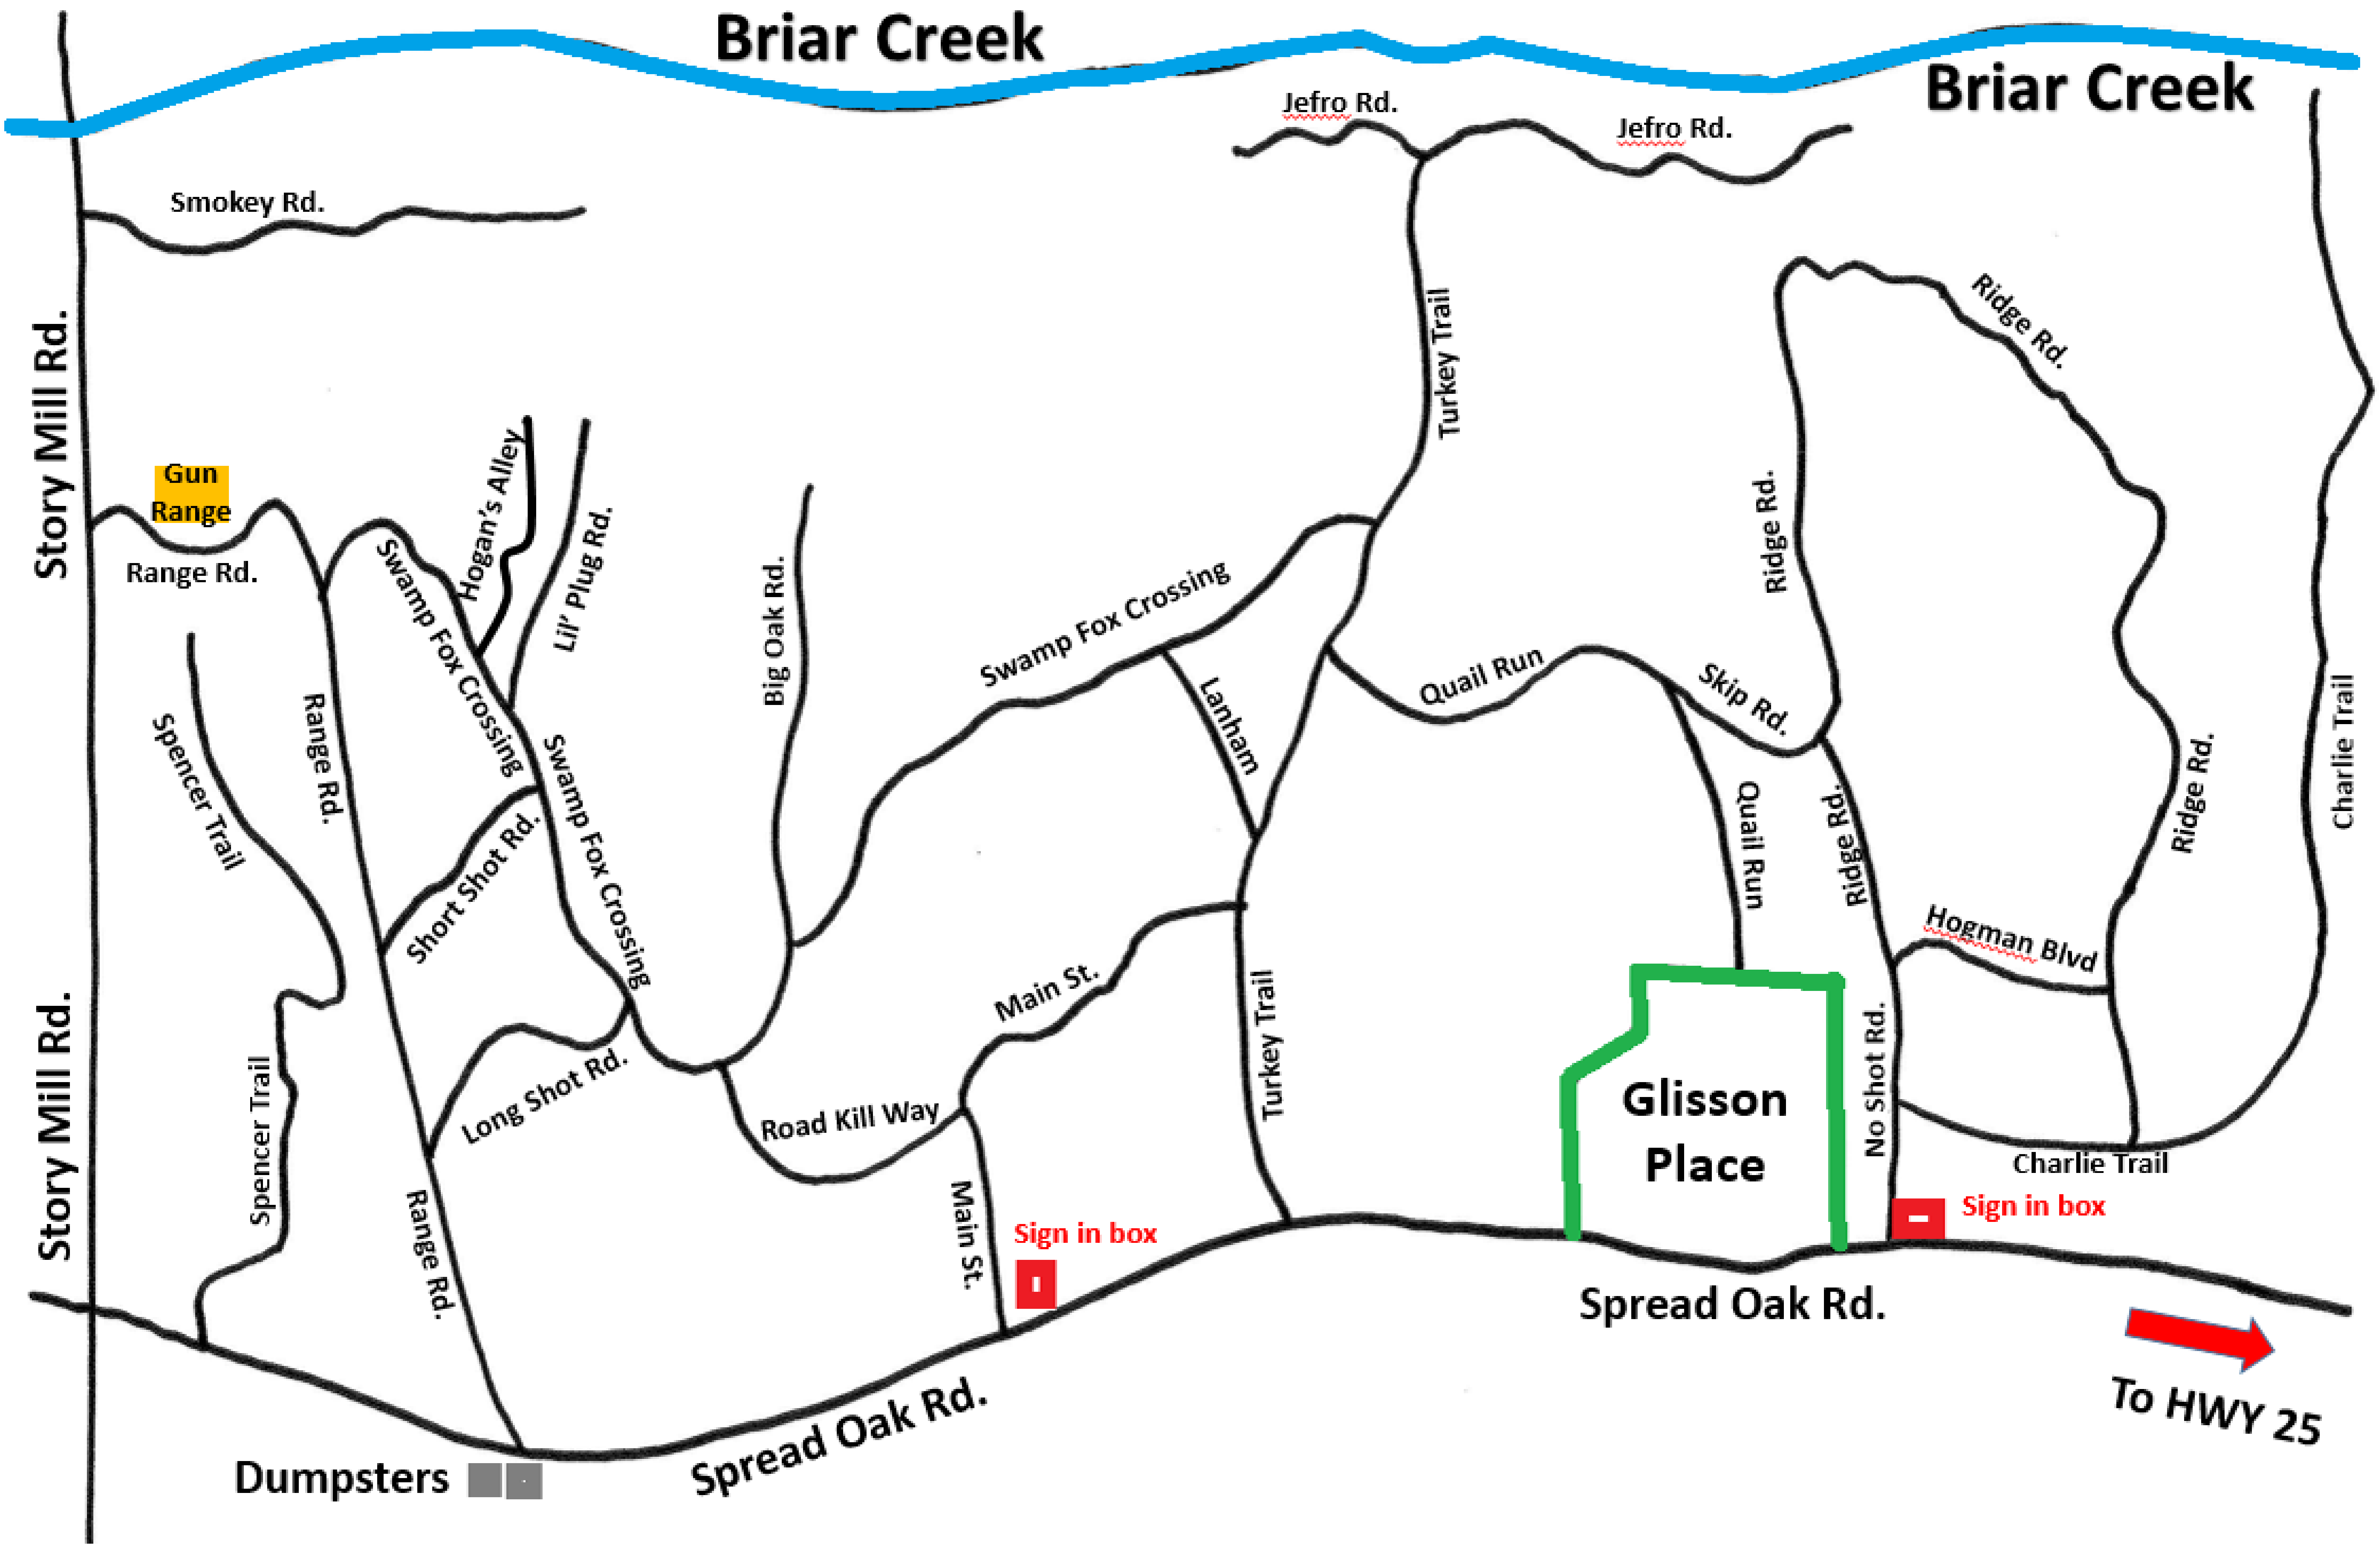 Briar Creek
Briar Creek
Jefro Rd.
Jefro Rd.
Smokey Rd.
Story Mill Rd.
Gun
Range
Range Rd.
Hogan's Alley
Lil' Plug Rd.
Swamp Fox Crossing
Big Oak Rd.
Swamp Fox Crossing
Turkey Trail
Ridge Rd.
Ridge Rd.
Spencer Trail
Range Rd.
Swamp Fox Crossing
Short Shot Rd.
Lanham
Quail Run
Skip Rd.
Quail Run
Ridge Rd.
Ridge Rd.
Charlie Trail
Hogman Blvd
Main St.
Turkey Trail
Story Mill Rd.
Spencer Trail
Long Shot Rd.
Road Kill Way
Glisson
Place
No Shot Rd.
Charlie Trail
Range Rd.
Main St.
Sign in box
Sign in box
Spread Oak Rd.
Spread Oak Rd.
To HWY 25
Dumpsters